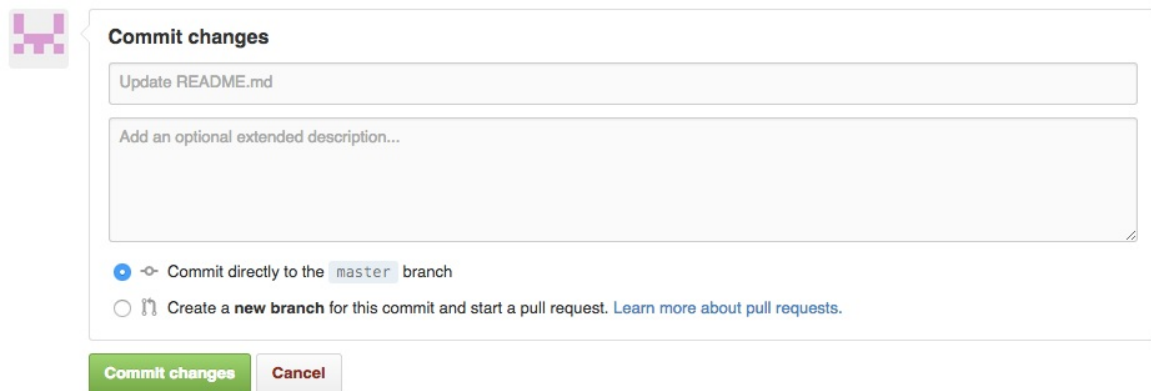 Commit changes
Update README.md
Add an optional extended description...
Commit directly to the master branch
Create a new branch for this commit and start a pull request. Learn more about pull requests.
Commit changes Cancel